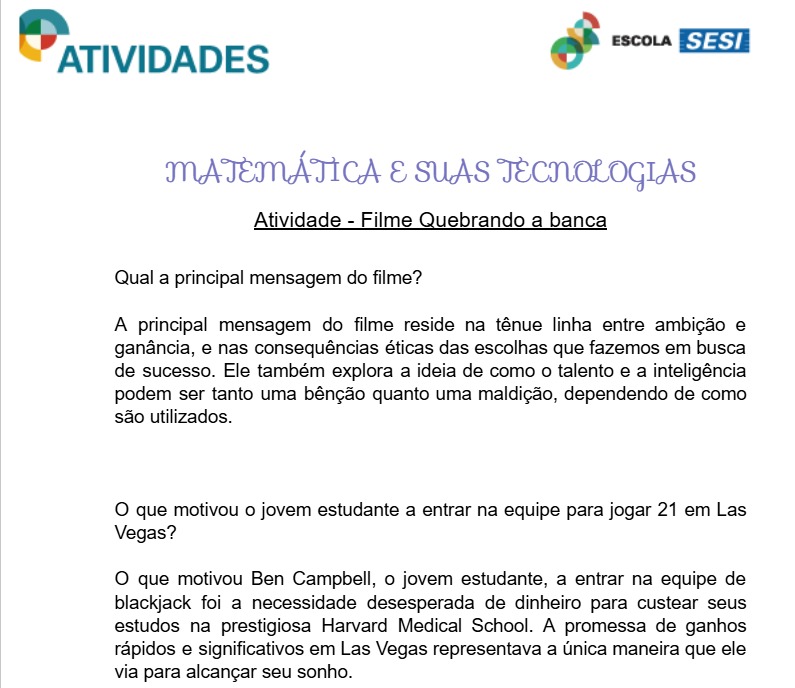 ATIVIDADES
ESCOLA SESI
MATEMÁTICA E SUAS TECNOLOGIAS
Atividade - Filme Quebrando a banca
Qual a principal mensagem do filme?
A principal mensagem do filme reside na tênue linha entre ambição e
ganância, e nas consequências éticas das escolhas que fazemos em busca
de sucesso. Ele também explora a ideia de como o talento e a inteligência
podem ser tanto uma bênção quanto uma maldição, dependendo de como
são utilizados.
O que motivou o jovem estudante a entrar na equipe para jogar 21 em Las
Vegas?
O que motivou Ben Campbell, o jovem estudante, a entrar na equipe de
blackjack foi a necessidade desesperada de dinheiro para custear seus
estudos na prestigiosa Harvard Medical School. A promessa de ganhos
rápidos e significativos em Las Vegas representava a única maneira que ele
via para alcançar seu sonho.